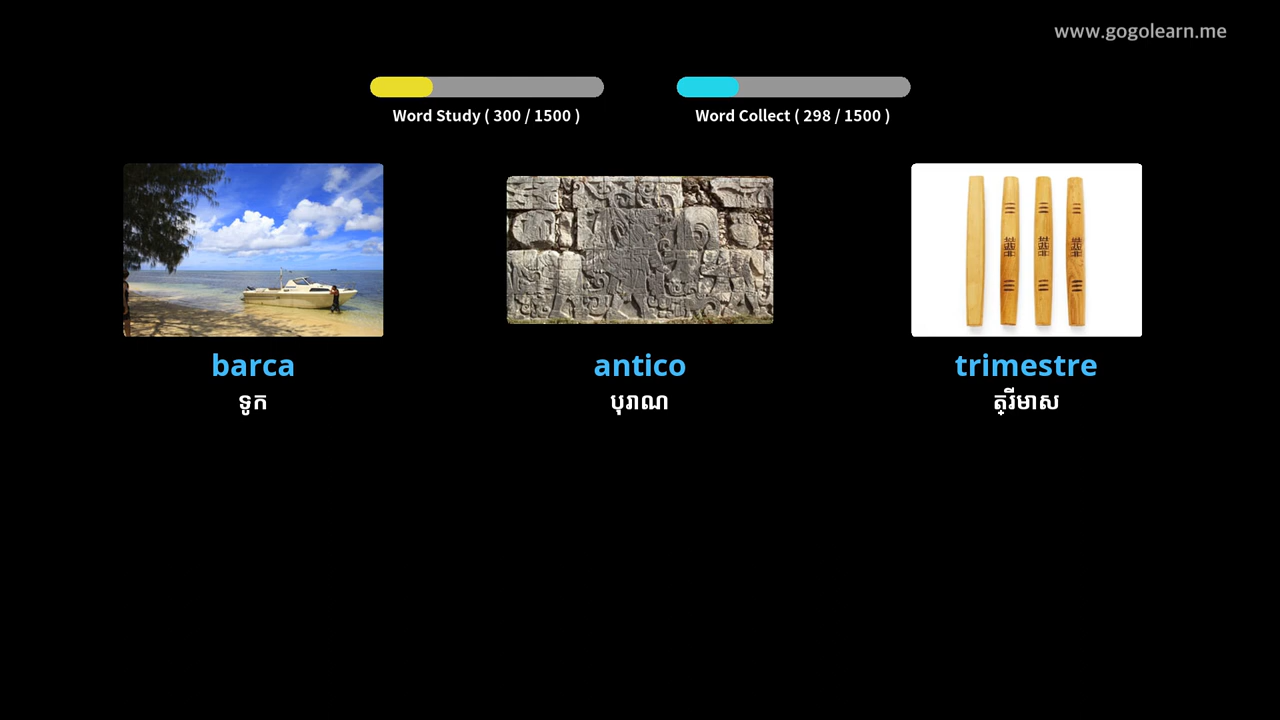 www.gogolearn.me
Word Study ( 300 / 1500 )
Word Collect ( 298 / 1500 )
barca
ទូក
antico
បុរាណ
trimestre
ត្រីមាស